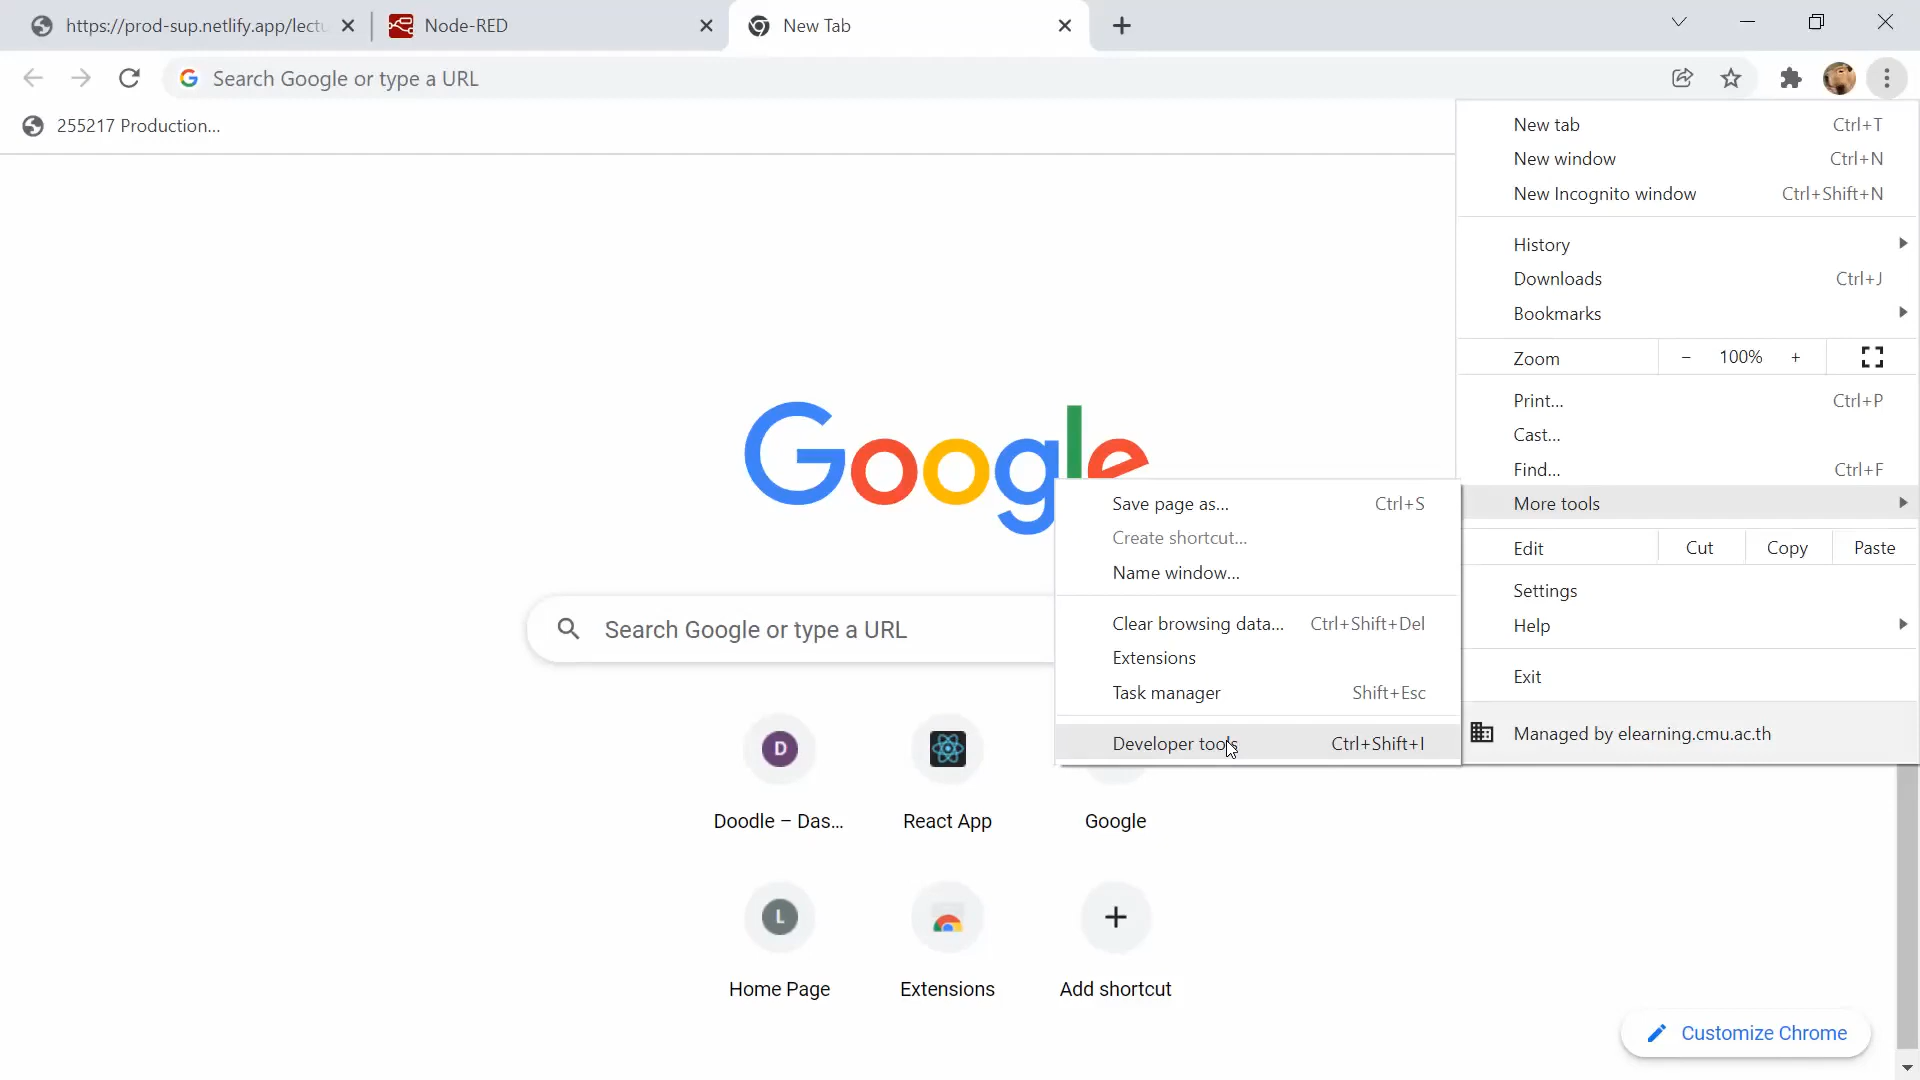 https://prod-sup.netlify.app/lectu
Node-RED
New Tab
Search Google or type a URL
255217 Production...
New tab Ctrl+T
New window Ctrl+N
New Incognito window Ctrl+Shift+N
History
Downloads Ctrl+J
Bookmarks
Zoom - 100% +
Print... Ctrl+P
Cast...
Find... Ctrl+F
More tools
Edit Cut Copy Paste
Settings
Help
Exit
Managed by elearning.cmu.ac.th
Save page as... Ctrl+S
Create shortcut...
Name window...
Clear browsing data... Ctrl+Shift+Del
Extensions
Task manager Shift+Esc
Developer tools Ctrl+Shift+I
Google
Search Google or type a URL
D
Doodle – Das...
React App
Google
L
Home Page
Extensions
Add shortcut
Customize Chrome